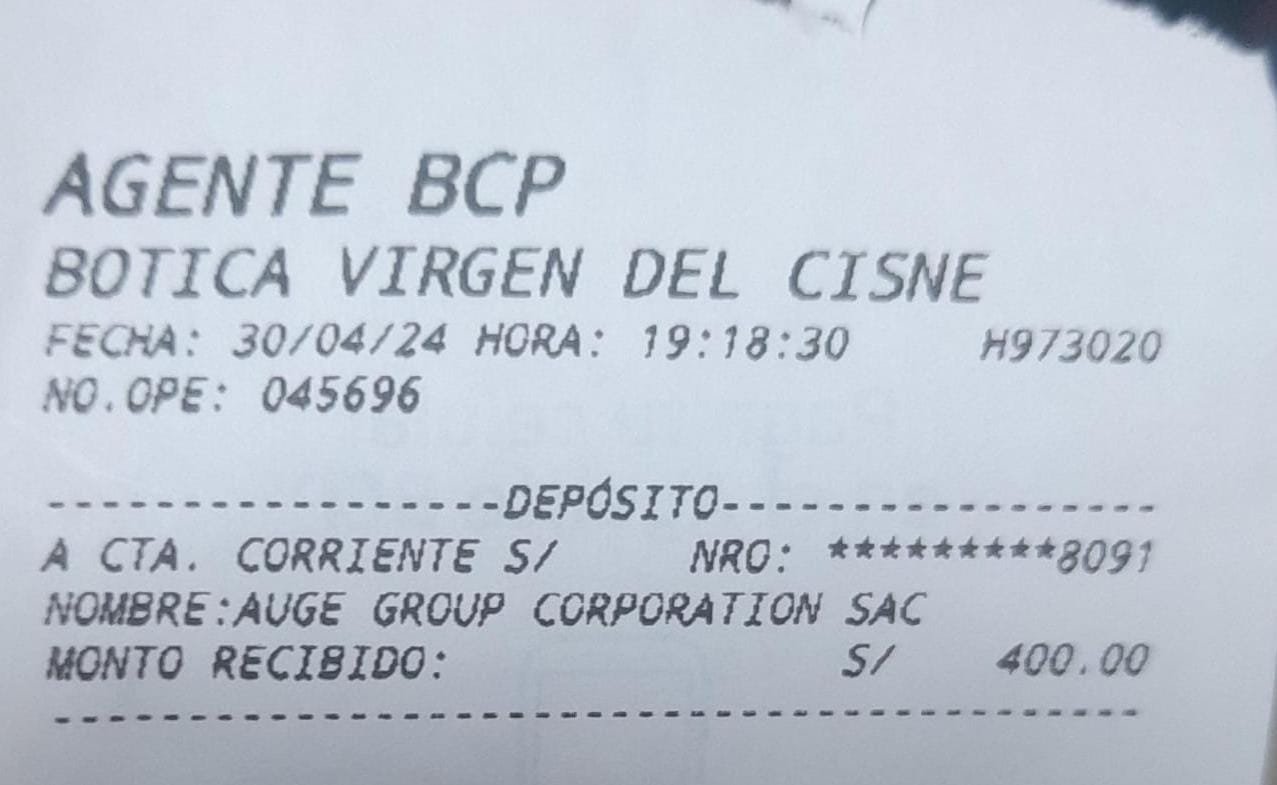 AGENTE BCP
BOTICA VIRGEN DEL CISNE
FECHA: 30/04/24 HORA: 19:18:30 H973020
NO.OPE: 045696
-----------------DEPÓSITO-----------------
A CTA. CORRIENTE S/ NRO: *********8091
NOMBRE:AUGE GROUP CORPORATION SAC
MONTO RECIBIDO: S/ 400.00
------------------------------------------